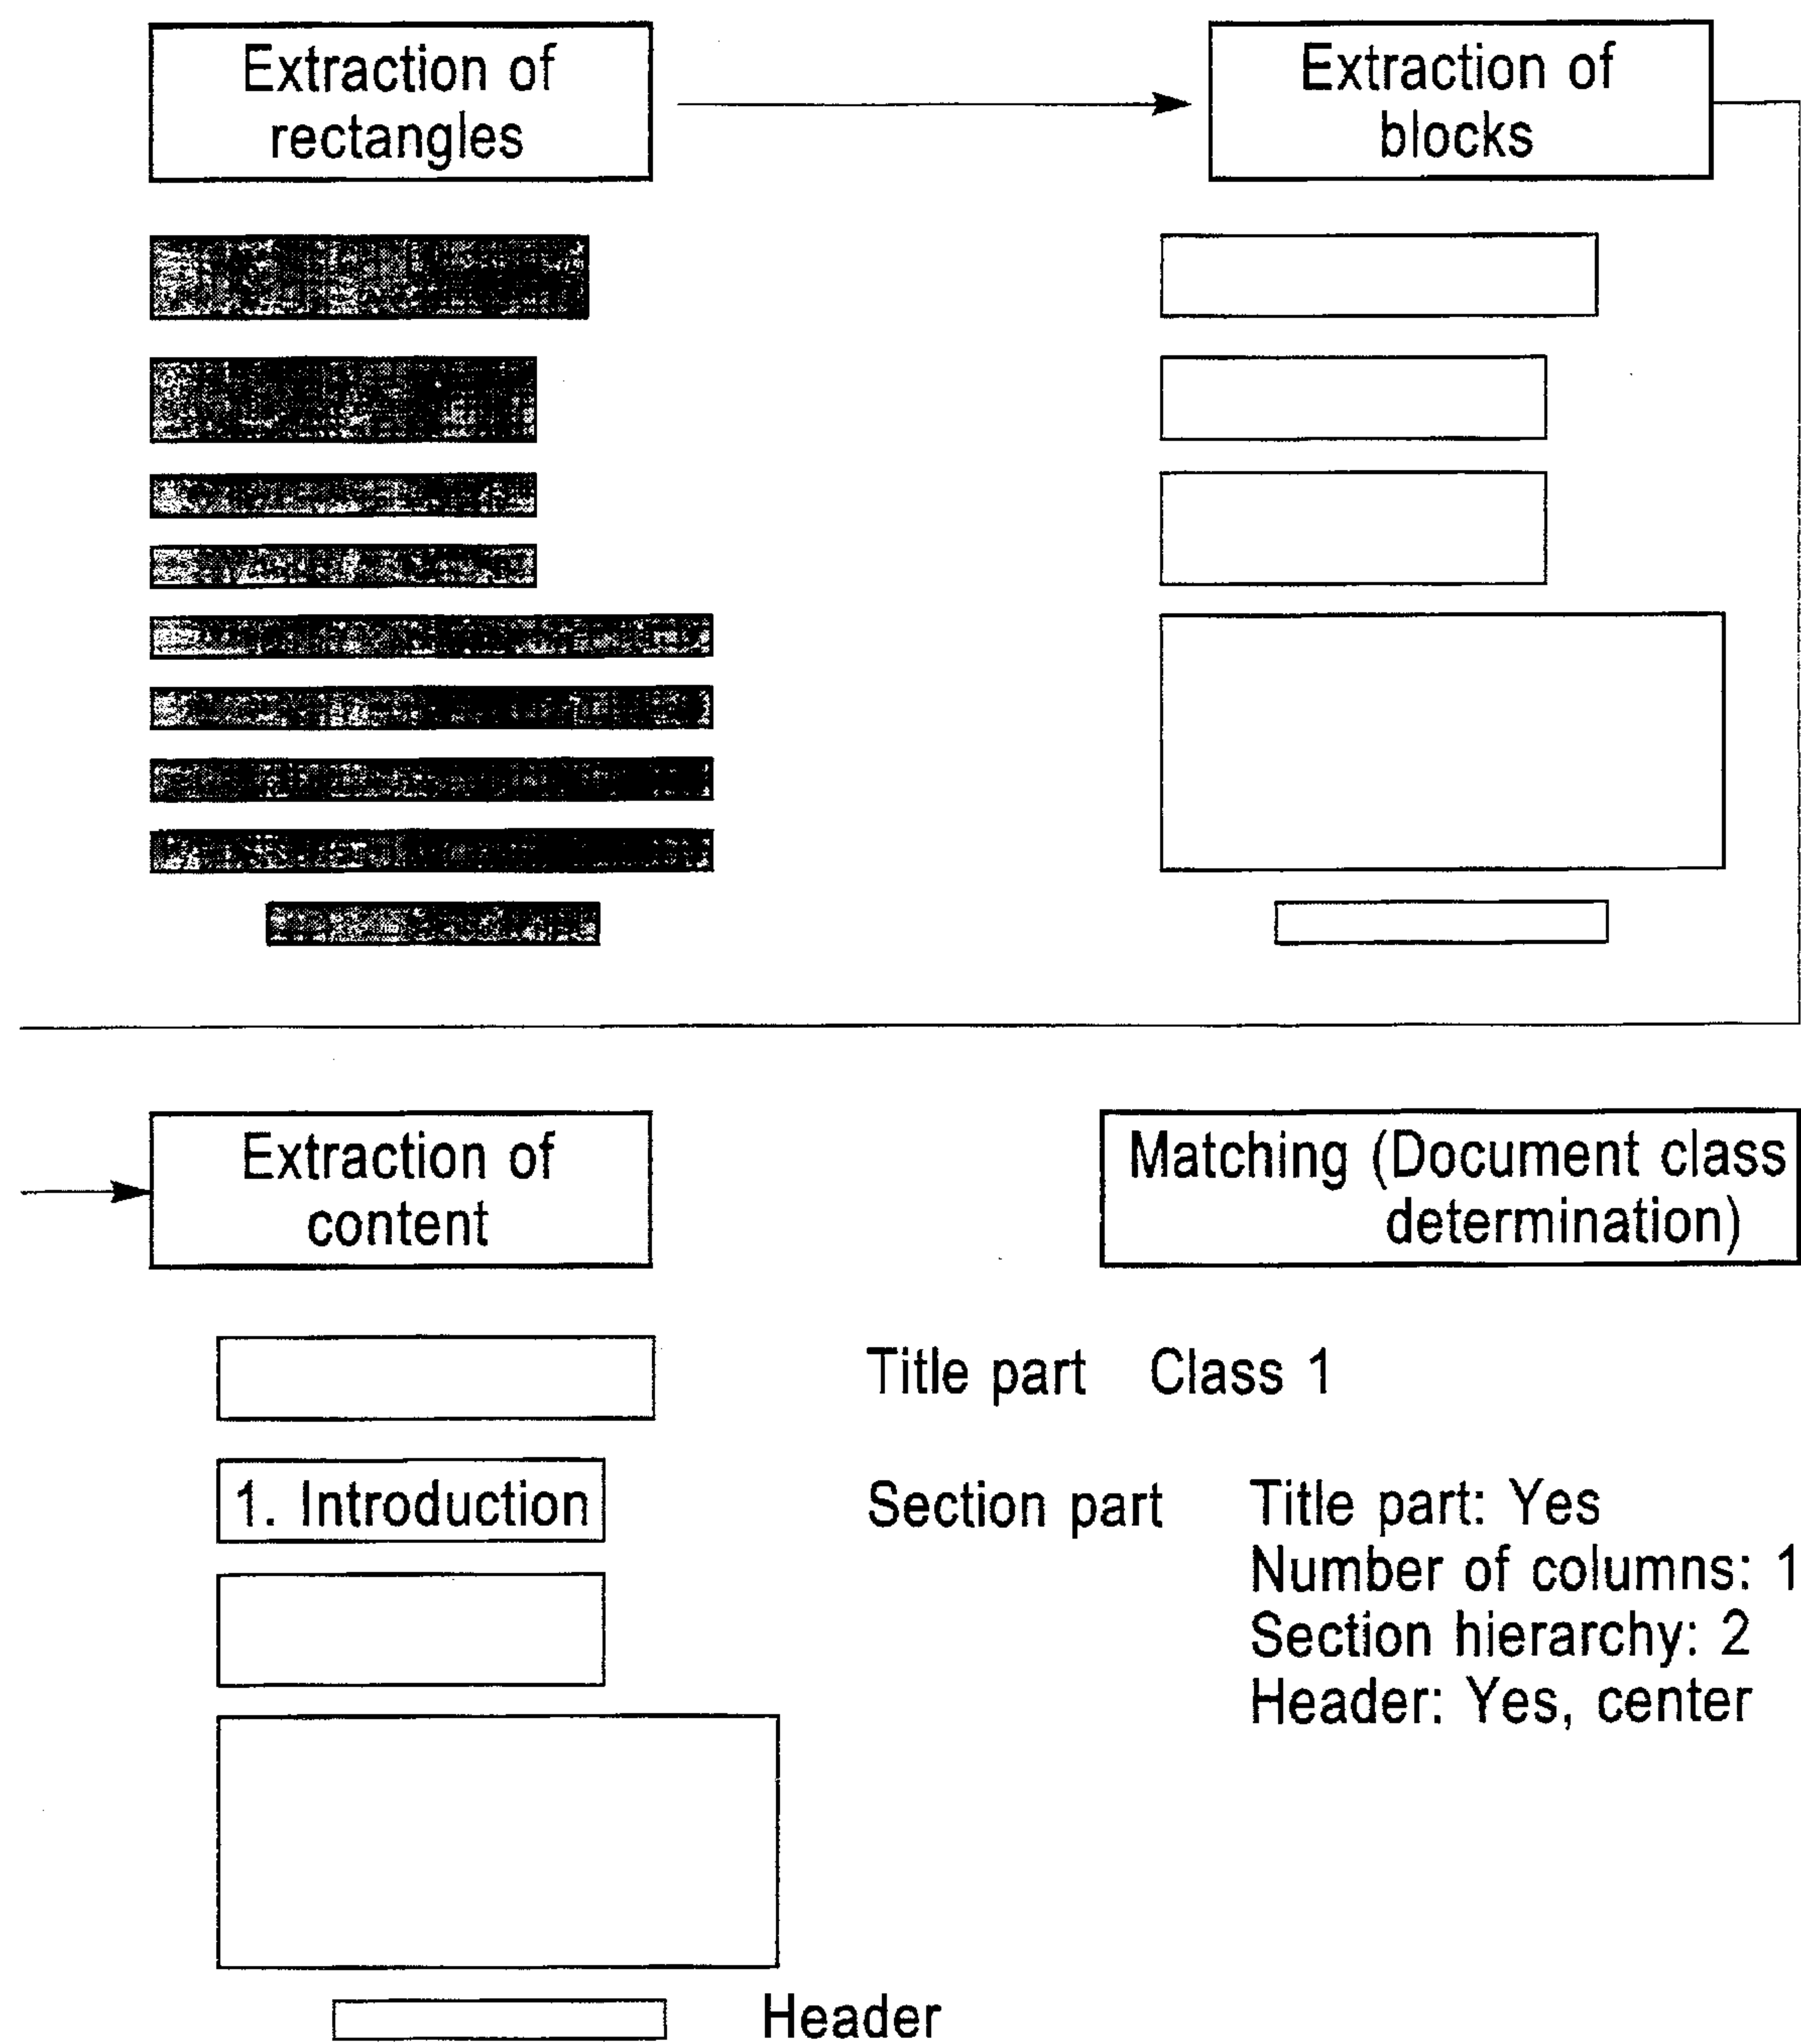 Extraction of
rectangles
Extraction of
blocks
Extraction of
content
Matching (Document class
determination)
Title part Class 1
1. Introduction
Section part Title part: Yes
Number of columns: 1
Section hierarchy: 2
Header: Yes, center
Header